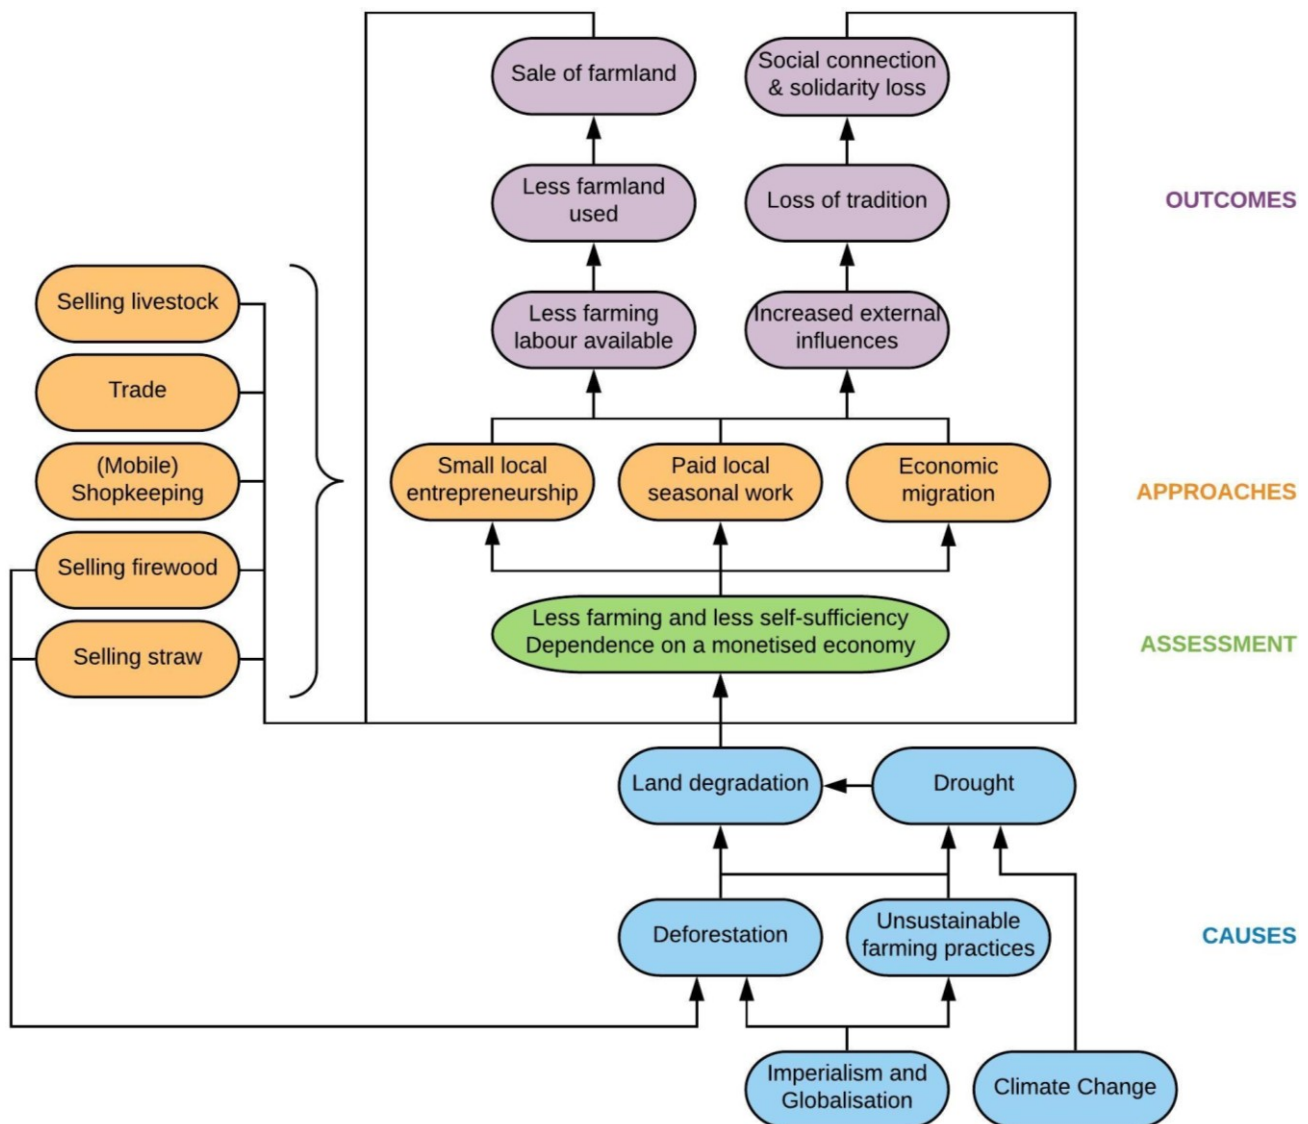 Sale of farmland
Social connection
& solidarity loss
Less farmland
used
Loss of tradition
OUTCOMES
Selling livestock
Less farming
labour available
Increased external
influences
Trade
(Mobile)
Shopkeeping
Small local
entrepreneurship
Paid local
seasonal work
Economic
migration
APPROACHES
Selling firewood
Less farming and less self-sufficiency
Dependence on a monetised economy
ASSESSMENT
Selling straw
Land degradation
Drought
Deforestation
Unsustainable
farming practices
CAUSES
Imperialism and
Globalisation
Climate Change